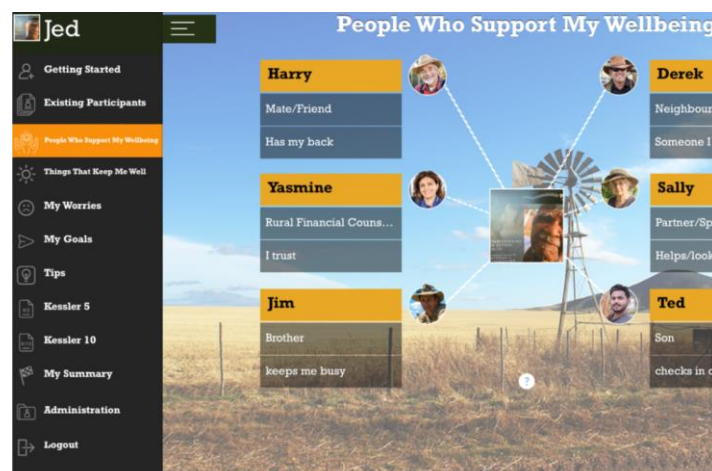 Jed
Getting Started
Existing Participants
People Who Support My Wellbeing
Things That Keep Me Well
My Worries
My Goals
Tips
Kessler 5
Kessler 10
My Summary
Administration
Logout
People Who Support My Wellbeing
Harry
Mate/Friend
Has my back
Yasmine
Rural Financial Couns...
I trust
Jim
Brother
keeps me busy
Derek
Neighbour
Someone I
Sally
Partner/Sp
Helps/look
Ted
Son
checks in o
?